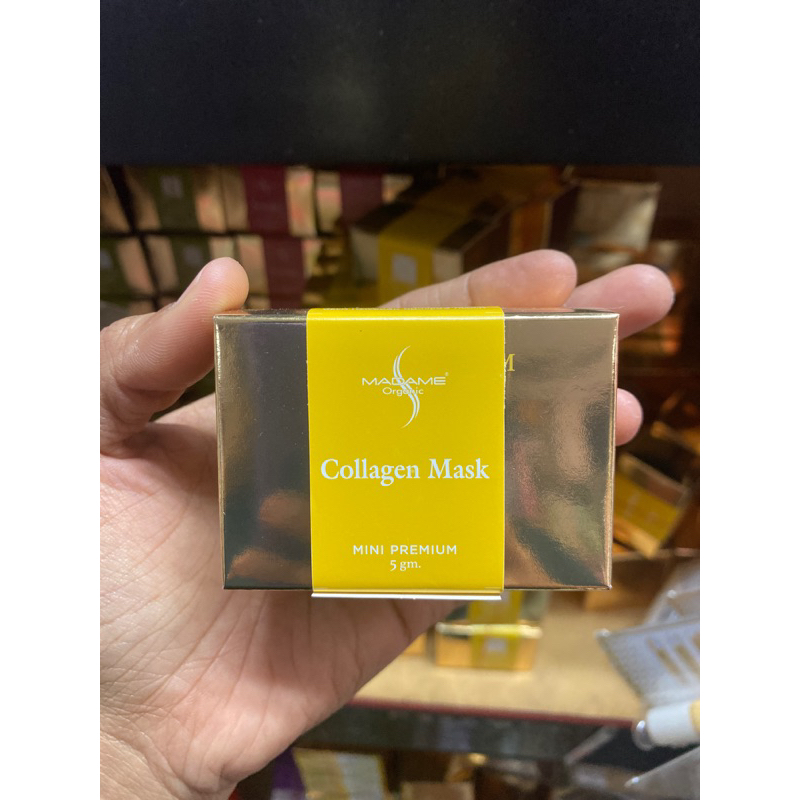 MADAME®
Organic
Collagen Mask
MINI PREMIUM
5 gm.
M